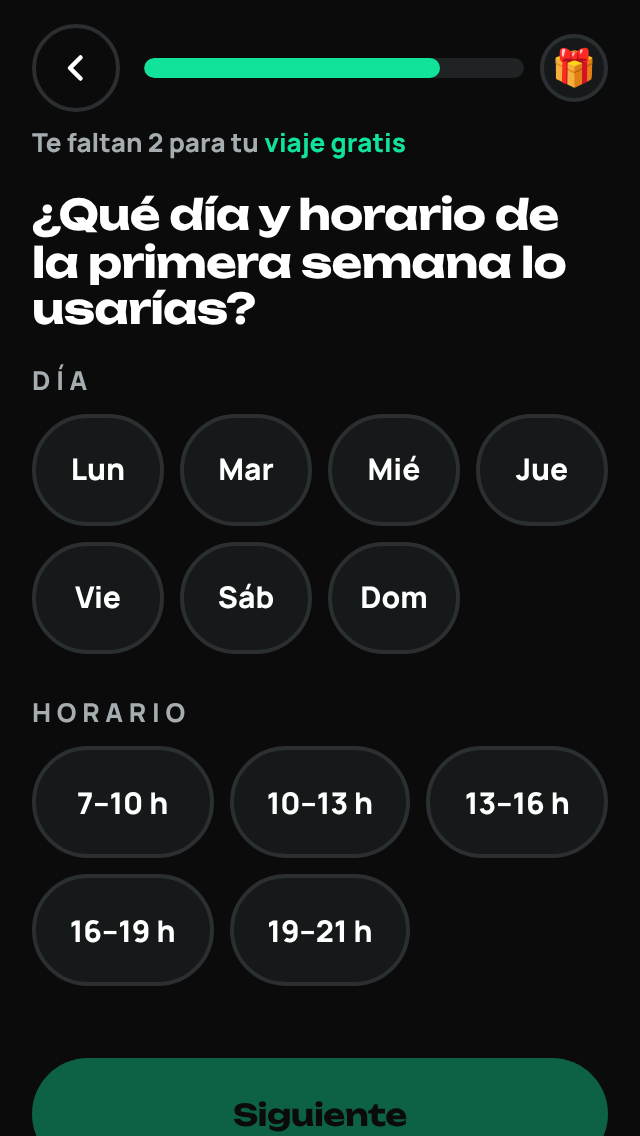 Te faltan 2 para tu viaje gratis
¿Qué día y horario de
la primera semana lo
usarías?
DÍA
Lun Mar Mié Jue
Vie Sáb Dom
HORARIO
7–10 h 10–13 h 13–16 h
16–19 h 19–21 h
Siguiente